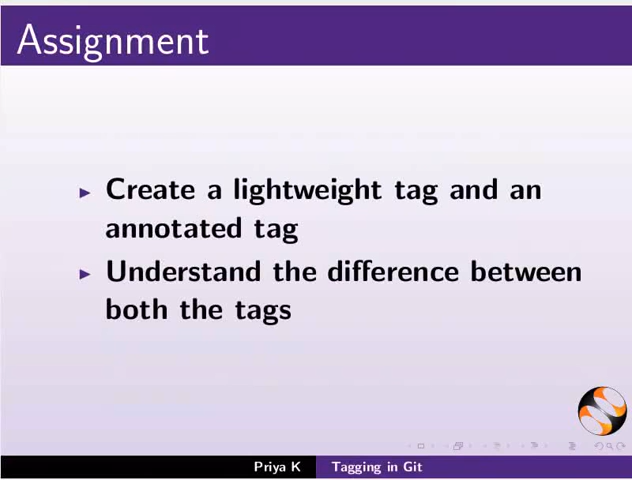 Assignment
Create a lightweight tag and an
annotated tag
Understand the difference between
both the tags
Priya K
Tagging in Git